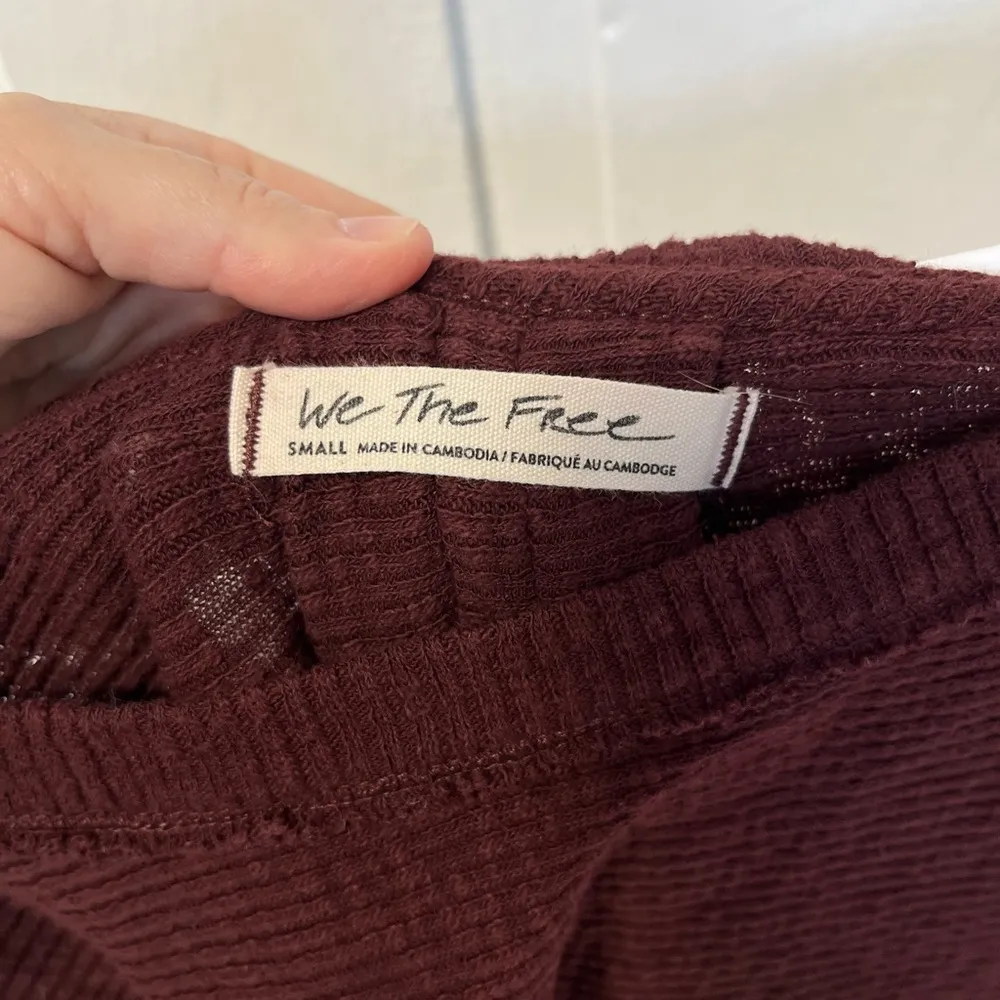 We The Free
SMALL MADE IN CAMBODIA / FABRIQUÉ AU CAMBODGE